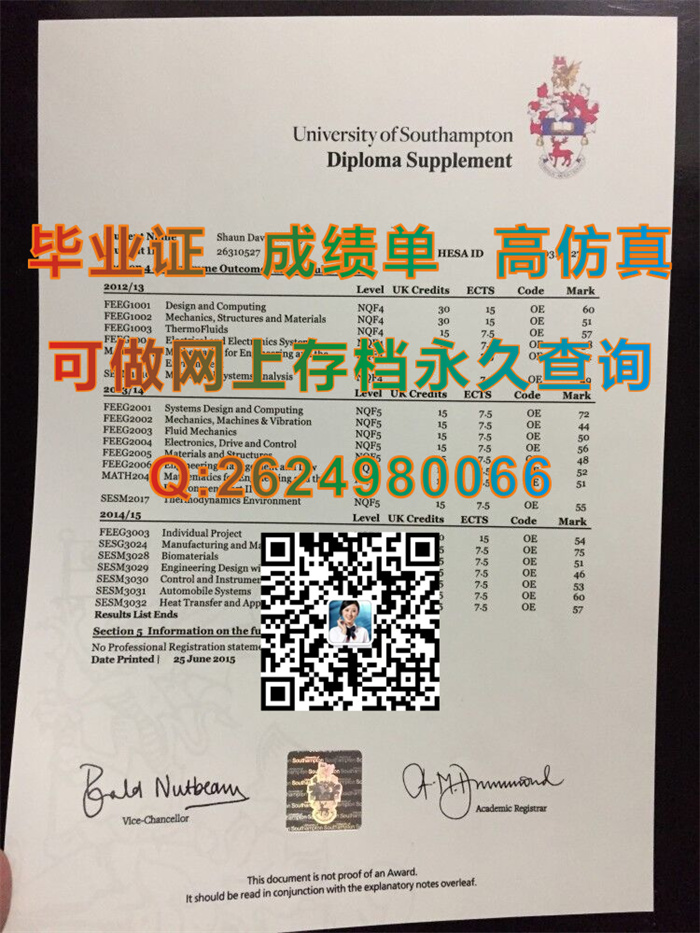 University of Southampton
Diploma Supplement
毕业证 成绩单 高仿真
Shaun
26310527 HESA ID
2012/13 Level UK Credits ECTS Code Mark
FEEG1001 Design and Computing NQF4 30 15 OE 60
FEEG1002 Mechanics, Structures and Materials NQF4 30 15 OE 51
FEEG1003 ThermoFluids NQF4 15 7.5 OE 57
可做网上存档永久查询
Level UK Credits ECTS Code Mark
FEEG2001 Systems Design and Computing NQF5 15 7.5 OE 72
FEEG2002 Mechanics, Machines & Vibration NQF5 15 7.5 OE 44
FEEG2003 Fluid Mechanics NQF5 15 7.5 OE 50
FEEG2004 Electronics, Drive and Control NQF5 15 7.5 OE 56
FEEG2005 Materials and Structures NQF5 15 7.5 OE 48
FEEG2006 52
Q:2624980066
51
SESM2017 Thermodynamics Environment NQF5 15 7.5 OE 55
2014/15 Level UK Credits ECTS Code Mark
FEEG3003 Individual Project 15 OE 54
SESG3024 Manufacturing and 7.5 OE 75
SESM3028 Biomaterials 7.5 OE 51
SESM3029 Engineering Design 7.5 OE 46
SESM3030 Control and 7.5 OE 53
SESM3031 Automobile Systems 7.5 OE 60
SESM3032 Heat Transfer and 7.5 OE 57
Results List Ends
Section 5 Information on the
No Professional Registration
Date Printed | 25 June 2015
Vice-Chancellor
Academic Registrar
This document is not proof of an Award.
It should be read in conjunction with the explanatory notes overleaf.